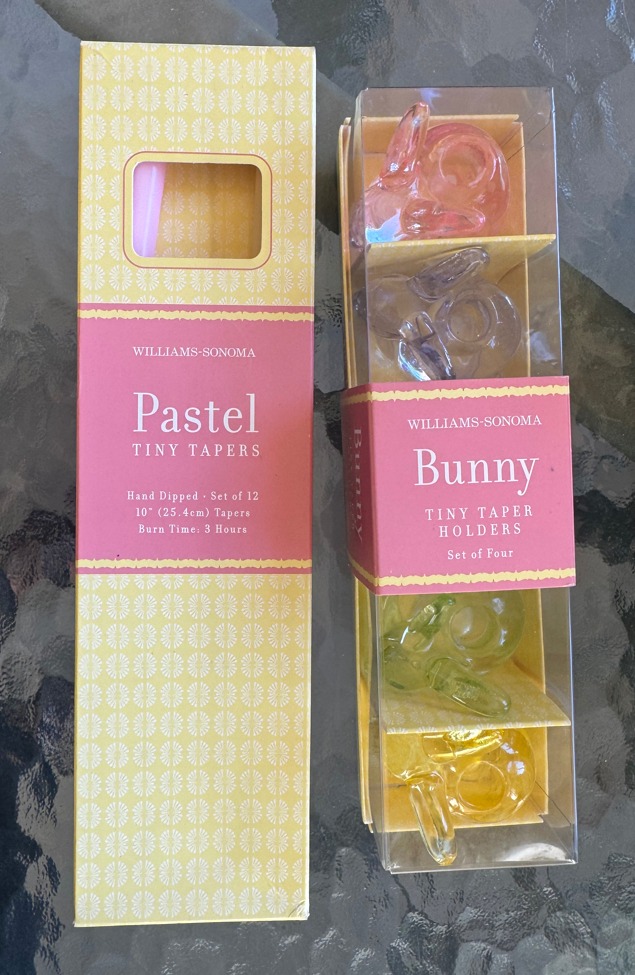 WILLIAMS-SONOMA
Pastel
TINY TAPERS
Hand Dipped · Set of 12
10" (25.4cm) Tapers
Burn Time: 3 Hours
WILLIAMS-SONOMA
Bunny
TINY TAPER
HOLDERS
Set of Four
Bunny